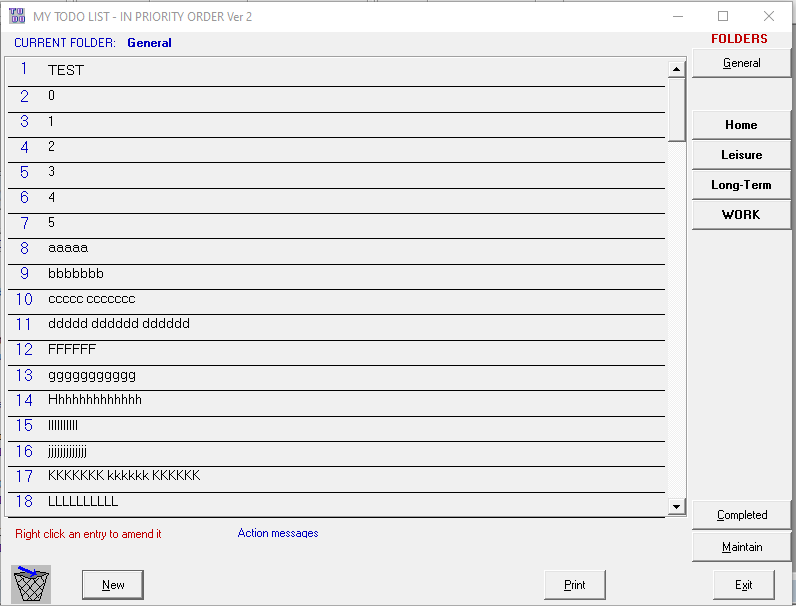 MY TODO LIST - IN PRIORITY ORDER Ver 2
CURRENT FOLDER: General
FOLDERS
General
Home
Leisure
Long-Term
WORK
1 TEST
2 0
3 1
4 2
5 3
6 4
7 5
8 aaaaa
9 bbbbbbb
10 ccccc ccccccc
11 ddddd dddddd dddddd
12 FFFFFF
13 ggggggggggg
14 Hhhhhhhhhhhhh
15 IIIIIIIIII
16 jjjjjjjjjjjjj
17 KKKKKKK kkkkkk KKKKKK
18 LLLLLLLLLL
Completed
Maintain
Right click an entry to amend it
Action messages
New
Print
Exit